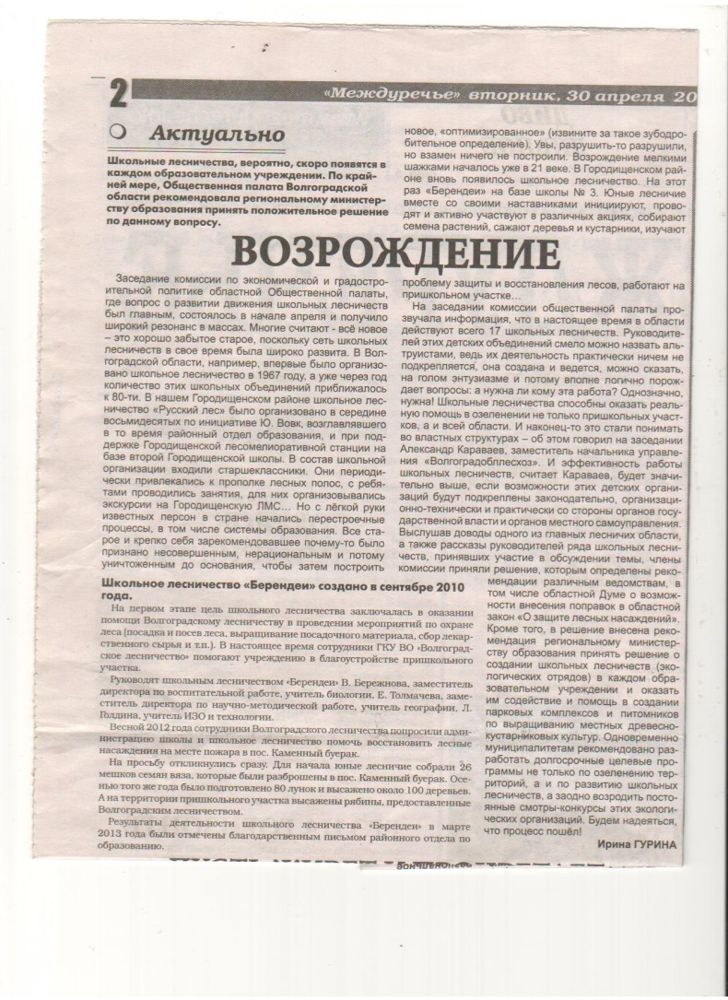 2
«Междуречье» вторник, 30 апреля 20
Актуально
Школьные лесничества, вероятно, скоро появятся в
каждом образовательном учреждении. По край-
ней мере, Общественная палата Волгоградской
области рекомендовала региональному министер-
ству образования принять положительное решение
по данному вопросу.
ВОЗРОЖДЕНИЕ
Заседание комиссии по экономической и градостро-
ительной политике областной Общественной палаты,
где вопрос о развитии движения школьных лесничеств
был главным, состоялось в начале апреля и получило
широкий резонанс в массах. Многие считают - всё новое
– это хорошо забытое старое, поскольку сеть школьных
лесничеств в свое время была широко развита. В Вол-
гоградской области, например, впервые было организо-
вано школьное лесничество в 1967 году, а уже через год
количество этих школьных объединений приближалось
к 80-ти. В нашем Городищенском районе школьное лес-
ничество «Русский лес» было организовано в середине
восьмидесятых по инициативе Ю. Вовк, возглавлявшего
в то время районный отдел образования, и при под-
держке Городищенской лесомелиоративной станции на
базе второй Городищенской школы. В состав школьной
организации входили старшеклассники. Они периоди-
чески привлекались к прополке лесных полос, с ребя-
тами проводились занятия, для них организовывались
экскурсии на Городищенскую ЛМС... Но с лёгкой руки
известных персон в стране начались перестроечные
процессы, в том числе системы образования. Все ста-
рое и крепко себя зарекомендовавшее почему-то было
признано несовершенным, нерациональным и потому
уничтоженным до основания, чтобы затем построить
новое, «оптимизированное» (извините за такое зубодро-
бительное определение). Увы, разрушить-то разрушили,
но взамен ничего не построили. Возрождение мелкими
шажками началось уже в 21 веке. В Городищенском рай-
оне вновь появилось школьное лесничество. На этот
раз «Берендеи» на базе школы № 3. Юные лесничие
вместе со своими наставниками инициируют, прово-
дят и активно участвуют в различных акциях, собирают
семена растений, сажают деревья и кустарники, изучают
проблему защиты и восстановления лесов, работают на
пришкольном участке...
На заседании комиссии общественной палаты про-
звучала информация, что в настоящее время в области
действуют всего 17 школьных лесничеств. Руководите-
лей этих детских объединений смело можно назвать аль-
труистами, ведь их деятельность практически ничем не
подкрепляется, она создана и ведется, можно сказать,
на голом энтузиазме и потому вполне логично порож-
дает вопросы: а нужна ли кому эта работа? Однозначно,
нужна! Школьные лесничества способны оказать реаль-
ную помощь в озеленении не только пришкольных участ-
ков, а и всей области. И наконец-то это стали понимать
во властных структурах – об этом говорил на заседании
Александр Караваев, заместитель начальника управле-
ния «Волгоградобллесхоз». И эффективность работы
школьных лесничеств, считает Караваев, будет значи-
тельно выше, если возможности этих детских органи-
заций будут подкреплены законодательно, организаци-
онно-технически и практически со стороны органов госу-
дарственной власти и органов местного самоуправления.
Выслушав доводы одного из главных лесничих области,
а также рассказы руководителей ряда школьных лесни-
честв, принявших участие в обсуждении темы, члены
комиссии приняли решение, которым определены реко-
мендации различным ведомствам, в
том числе областной Думе о возмож-
ности внесения поправок в областной
закон «О защите лесных насаждений».
Кроме того, в решение внесена реко-
мендация региональному министер-
ству образования принять решение о
создании школьных лесничеств (эко-
логических отрядов) в каждом обра-
зовательном учреждении и оказать
им содействие и помощь в создании
парковых комплексов и питомников
по выращиванию местных древесно-
кустарниковых культур. Одновременно
муниципалитетам рекомендовано раз-
работать долгосрочные целевые про-
граммы не только по озеленению тер-
риторий, а и по развитию школьных
лесничеств, а заодно возродить посто-
янные смотры-конкурсы этих эколо-
гических организаций. Будем надеяться,
что процесс пошёл!
Ирина ГУРИНА
Школьное лесничество «Берендеи» создано в сентябре 2010
года.
На первом этапе цель школьного лесничества заключалась в оказании
помощи Волгоградскому лесничеству в проведении мероприятий по охране
леса (посадка и посев леса, выращивание посадочного материала, сбор лекар-
ственного сырья и т.п.). В настоящее время сотрудники ГКУ ВО «Волгоград-
ское лесничество» помогают учреждению в благоустройстве пришкольного
участка.
Руководят школьным лесничеством «Берендеи» В. Бережнова, заместитель
директора по воспитательной работе, учитель биологии, Е. Толмачева, заме-
ститель директора по научно-методической работе, учитель географии, Л.
Голдина, учитель ИЗО и технологии.
Весной 2012 года сотрудники Волгоградского лесничества попросили адми-
нистрацию школы и школьное лесничество помочь восстановить лесные
насаждения на месте пожара в пос. Каменный буерак.
На просьбу откликнулись сразу. Для начала юные лесничие собрали 26
мешков семян вяза, которые были разброшены в пос. Каменный буерак. Осе-
нью того же года было подготовлено 80 лунок и высажено около 100 деревьев.
А на территории пришкольного участка высажены рябины, предоставленные
Волгоградским лесничеством.
Результаты деятельности школьного лесничества «Берендеи» в марте
2013 года были отмечены благодарственным письмом районного отдела по
образованию.